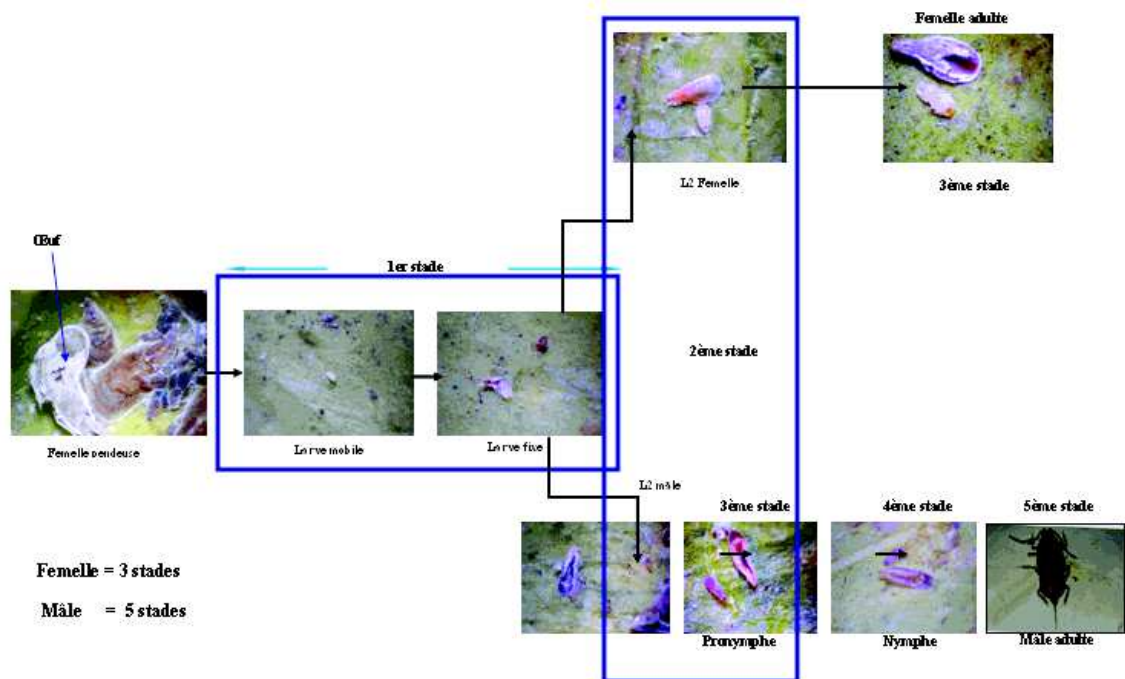 Femelle adulte
L2 Femelle
3ème stade
Œuf
1er stade
2ème stade
Femelle pendeuse
Larve mobile
Larve fixe
L2 mâle
3ème stade
4ème stade
5ème stade
Femelle = 3 stades
Mâle = 5 stades
Pronymphe
Nymphe
Mâle adulte